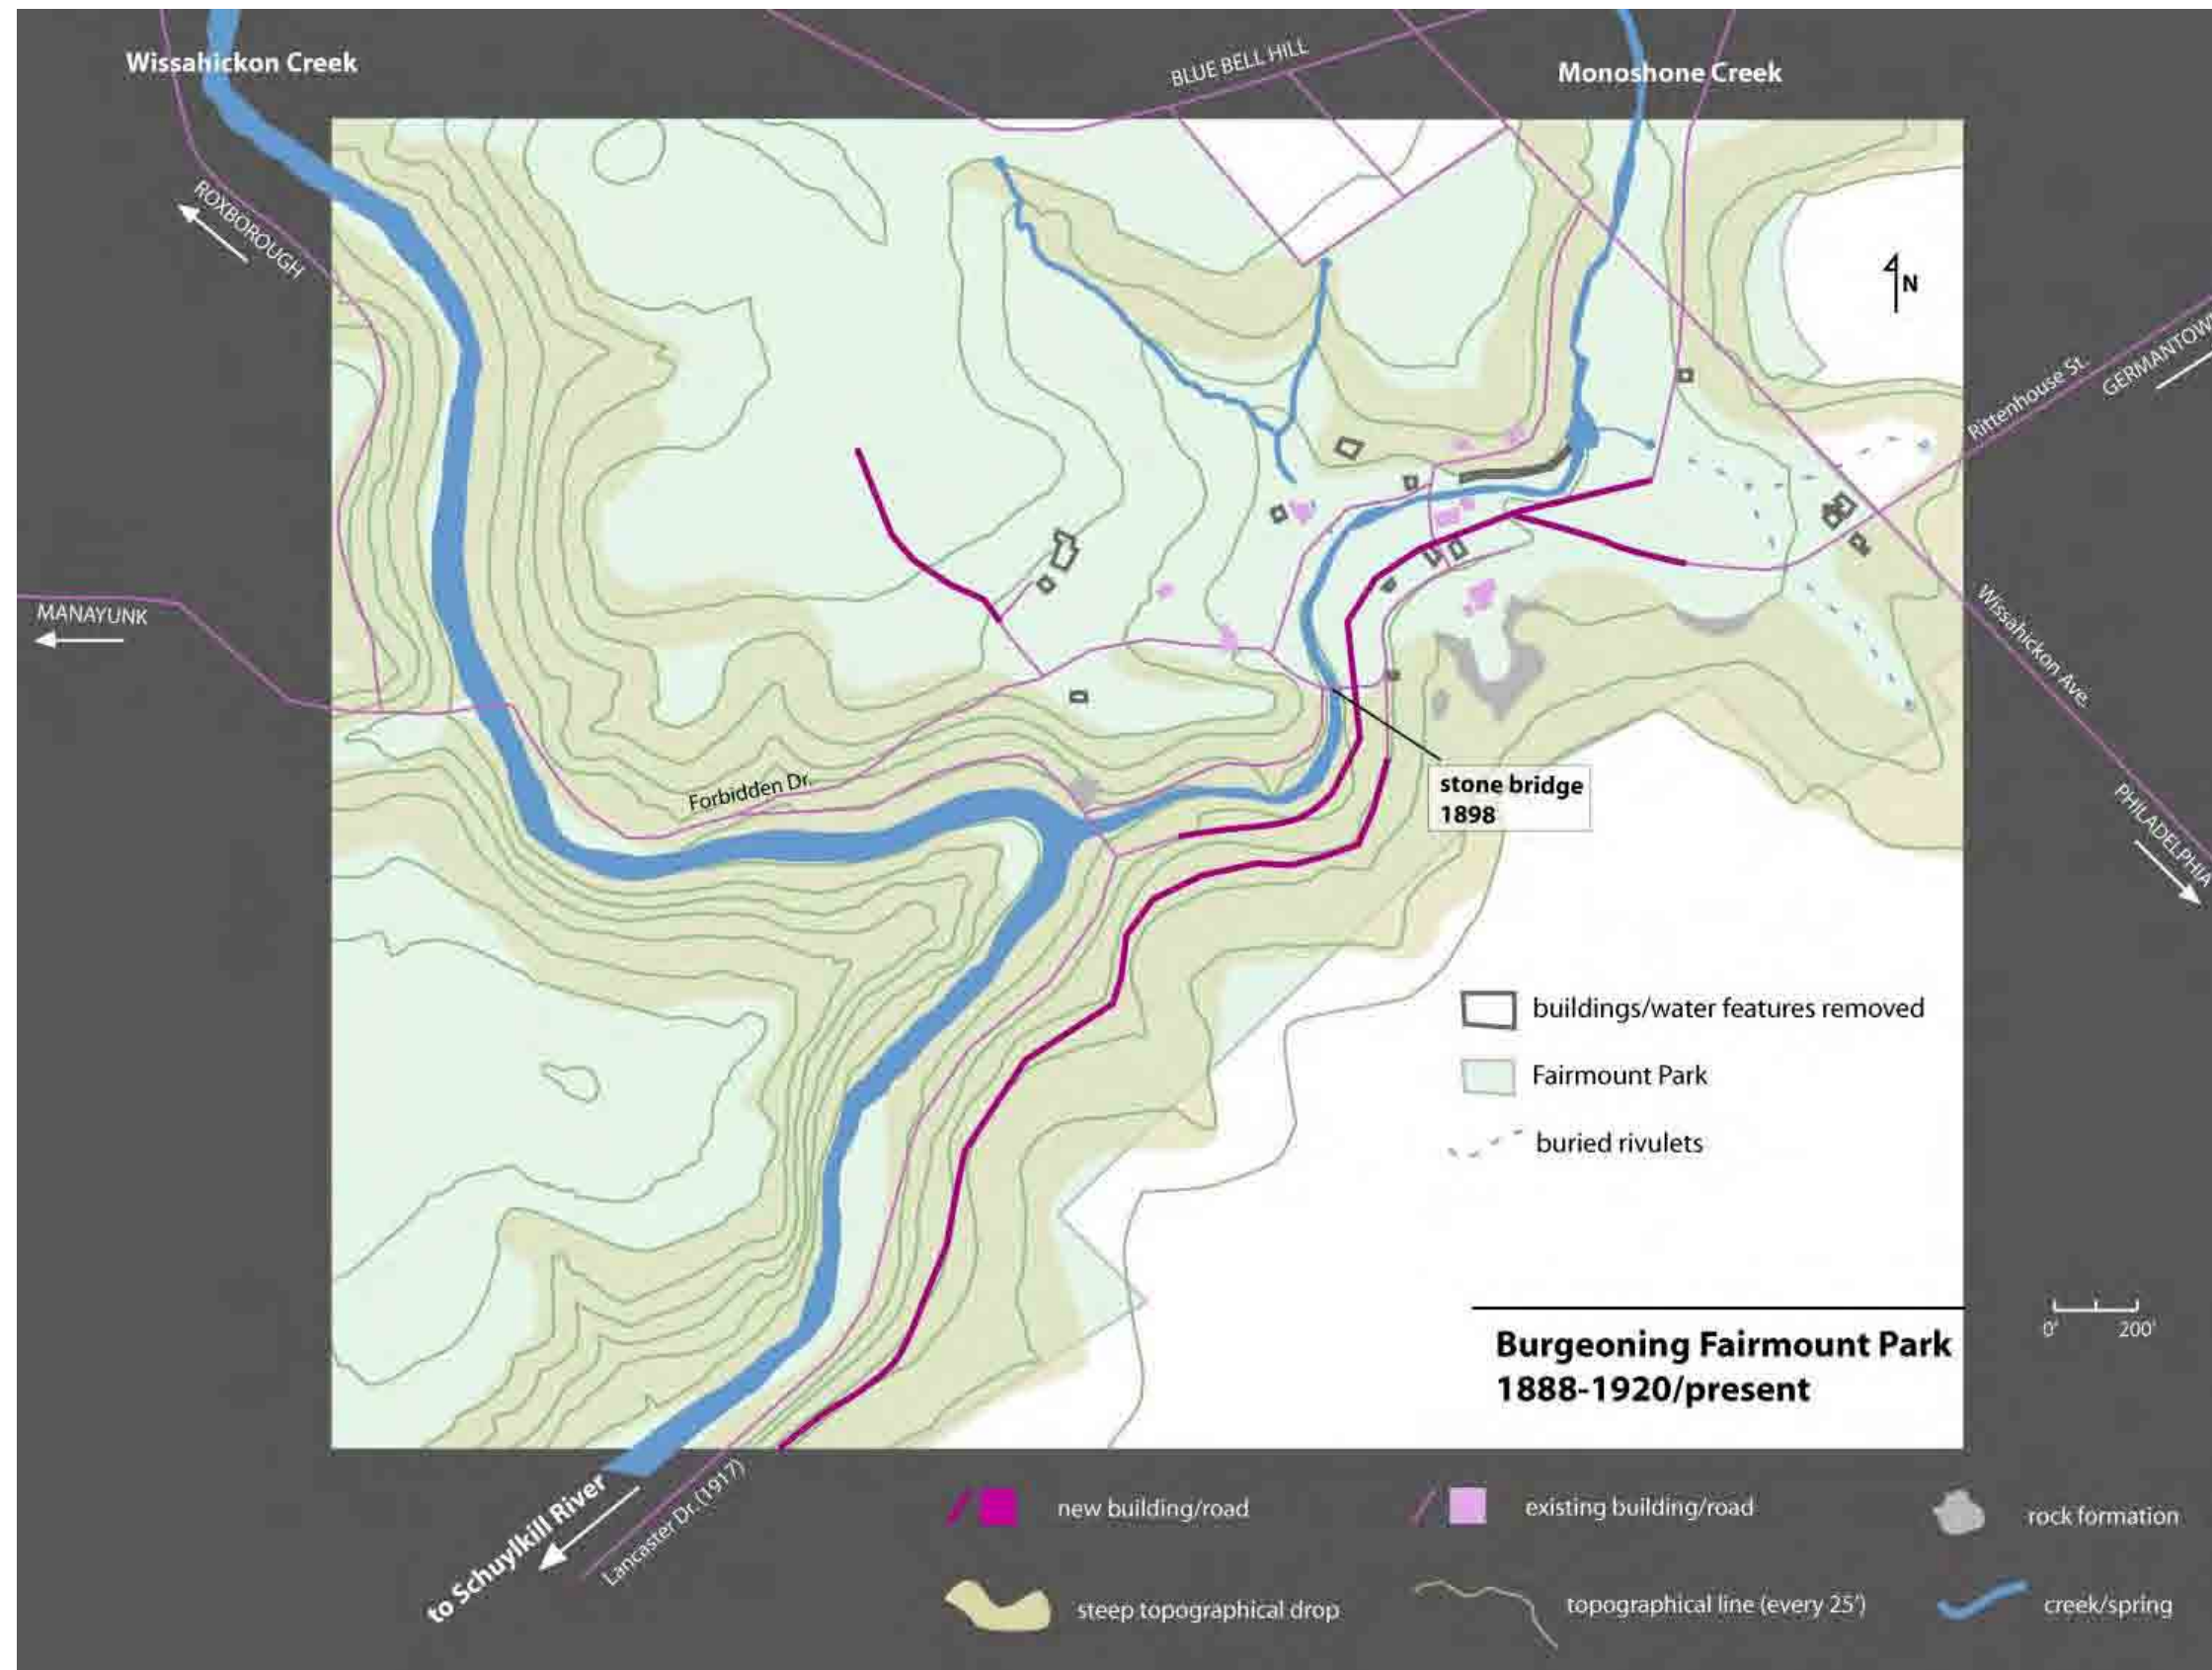 Wissahickon Creek
BLUE BELL HILL
Monoshone Creek
ROXBOROUGH
N
GERMANTOW
Rittenhouse St.
MANAYUNK
Wissahickon Ave.
Forbidden Dr.
stone bridge
1898
PHILADELPHIA
buildings/water features removed
Fairmount Park
buried rivulets
Burgeoning Fairmount Park
1888-1920/present
0' 200'
to Schuylkill River
Lancaster Dr. (1917)
new building/road
existing building/road
rock formation
steep topographical drop
topographical line (every 25')
creek/spring